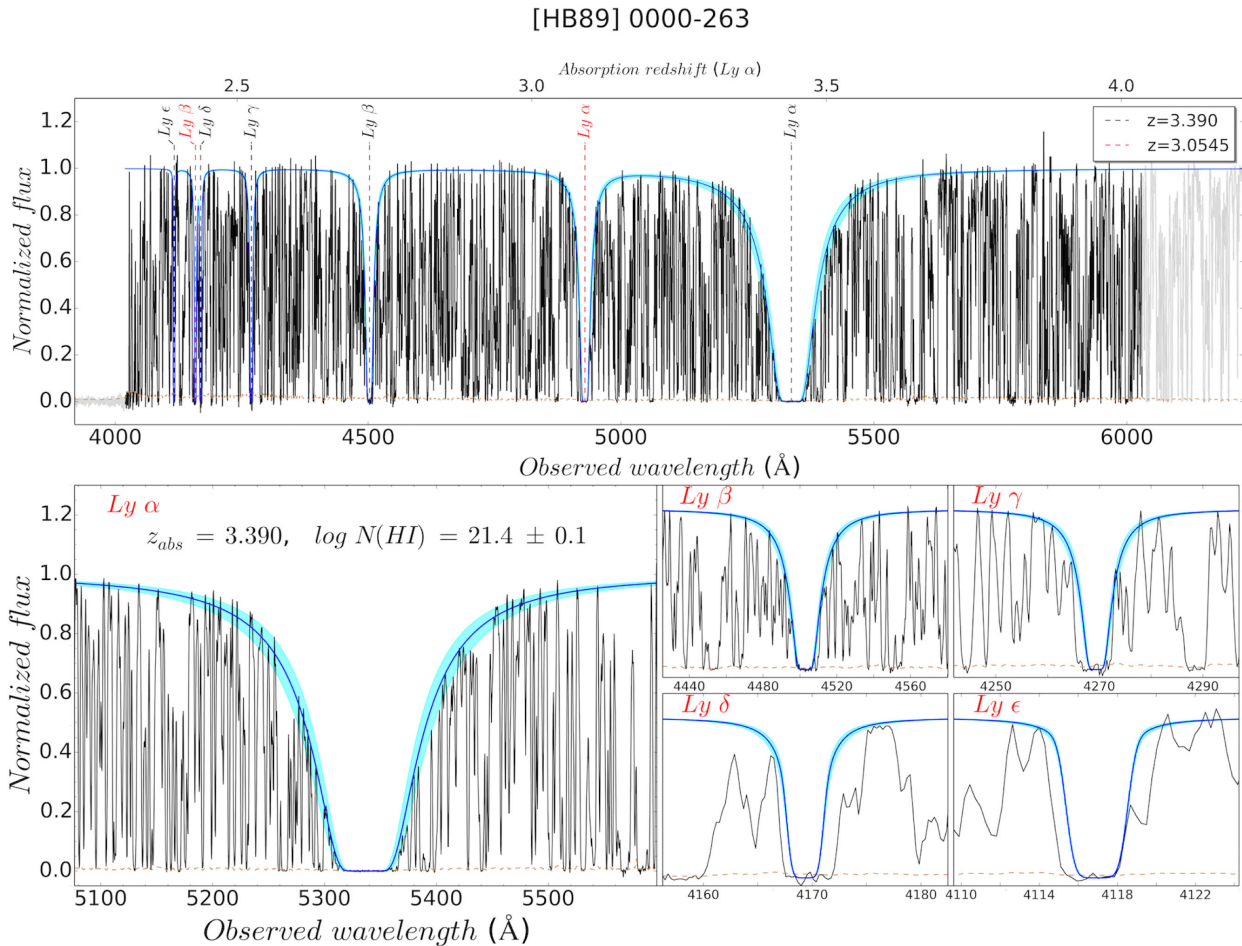 [HB89] 0000-263
Absorption redshift (Ly α)
2.5 3.0 3.5 4.0
Ly ϵ Ly β Ly δ Ly γ Ly β Ly α Ly α
z=3.390
z=3.0545
Normalized flux
1.2
1.0
0.8
0.6
0.4
0.2
0.0
4000 4500 5000 5500 6000
Observed wavelength (Å)
Ly α
z_abs = 3.390, log N(HI) = 21.4 ± 0.1
Normalized flux
1.2
1.0
0.8
0.6
0.4
0.2
0.0
5100 5200 5300 5400 5500
Observed wavelength (Å)
Ly β
4440 4480 4520 4560
Ly γ
4250 4270 4290
Ly δ
4160 4170 4180
Ly ϵ
4110 4114 4118 4122